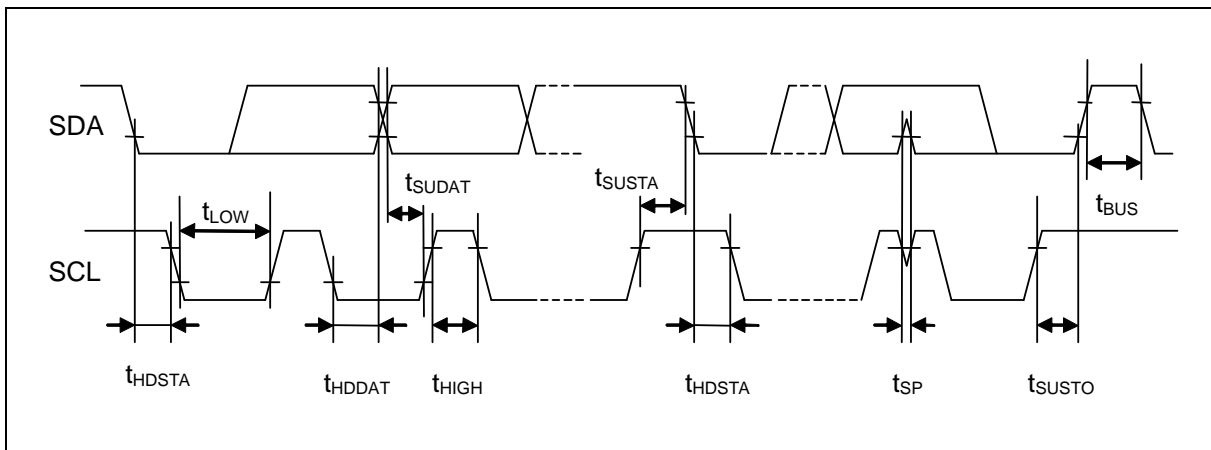 SDA
tSUDAT
tSUSTA
tBUS
tLOW
SCL
tHDSTA
tHDDAT
tHIGH
tHDSTA
tSP
tSUSTO